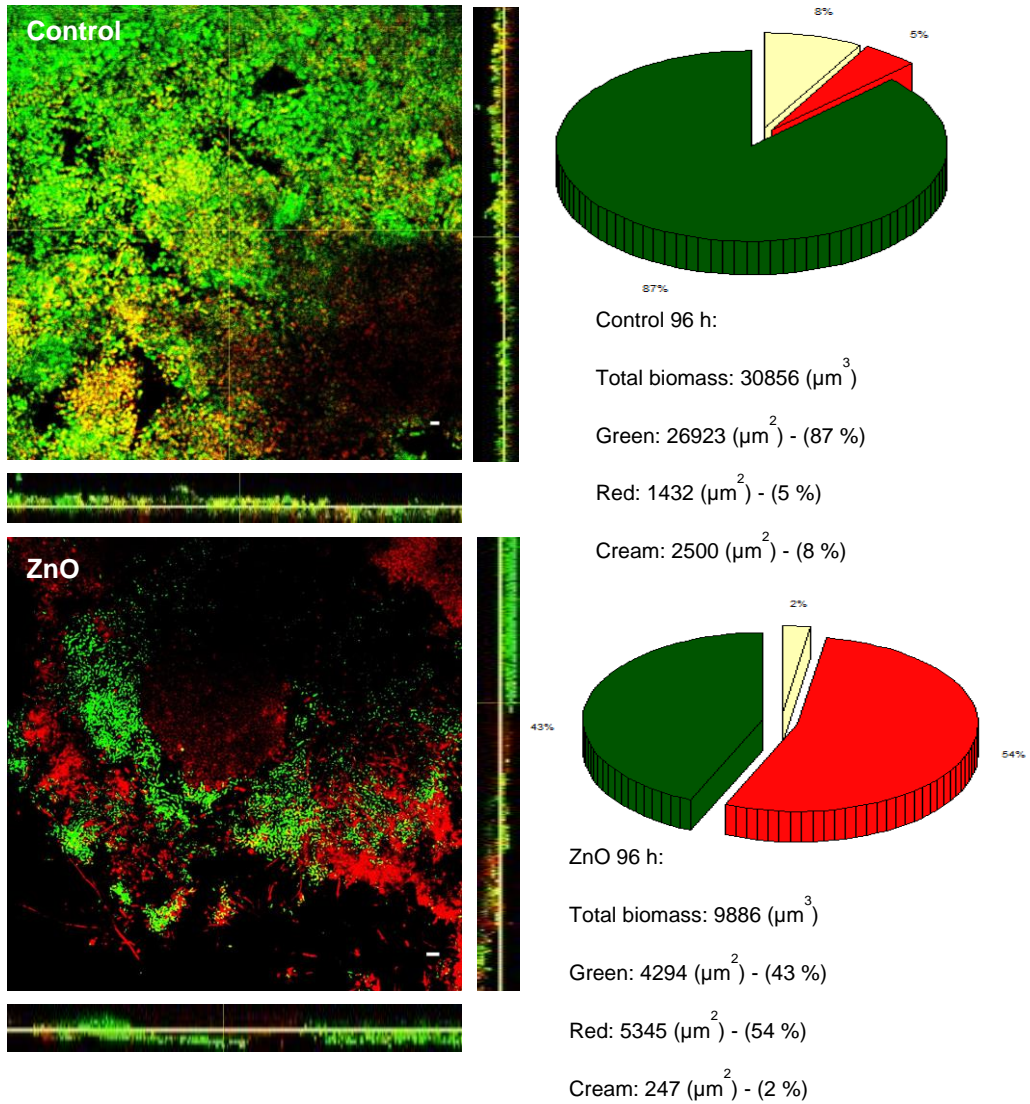 Control
8%
5%
87%
Control 96 h:
Total biomass: 30856 (µm³)
Green: 26923 (µm²) - (87 %)
Red: 1432 (µm²) - (5 %)
Cream: 2500 (µm²) - (8 %)
ZnO
2%
43%
54%
ZnO 96 h:
Total biomass: 9886 (µm³)
Green: 4294 (µm²) - (43 %)
Red: 5345 (µm²) - (54 %)
Cream: 247 (µm²) - (2 %)